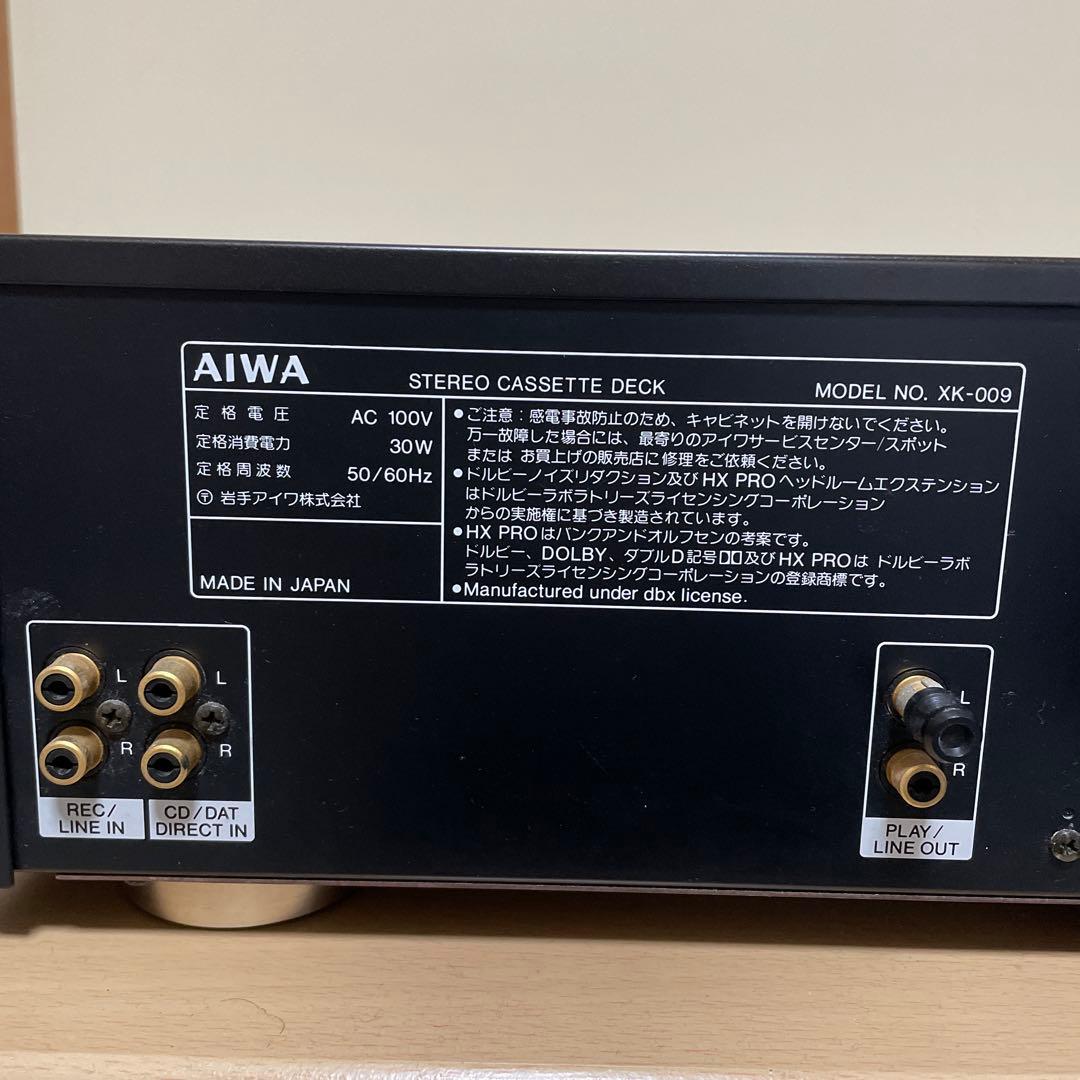 AIWA STEREO CASSETTE DECK MODEL NO. XK-009
定格電圧 AC 100V
定格消費電力 30W
定格周波数 50/60Hz
〒 岩手アイワ株式会社
MADE IN JAPAN
●ご注意：感電事故防止のため、キャビネットを開けないでください。
万一故障した場合には、最寄りのアイワサービスセンター/スポット
または お買上げの販売店に修理をご依頼ください。
●ドルビーノイズリダクション及びHX PROヘッドルームエクステンション
はドルビーラボラトリーズライセンシングコーポレーション
からの実施権に基づき製造されています。
●HX PROはバングアンドオルフセンの考案です。
ドルビー、DOLBY、ダブルD記号及びHX PROは ドルビーラボ
ラトリーズライセンシングコーポレーションの登録商標です。
●Manufactured under dbx license.
L L
R R
REC/
LINE IN
CD/DAT
DIRECT IN
L
R
PLAY/
LINE OUT